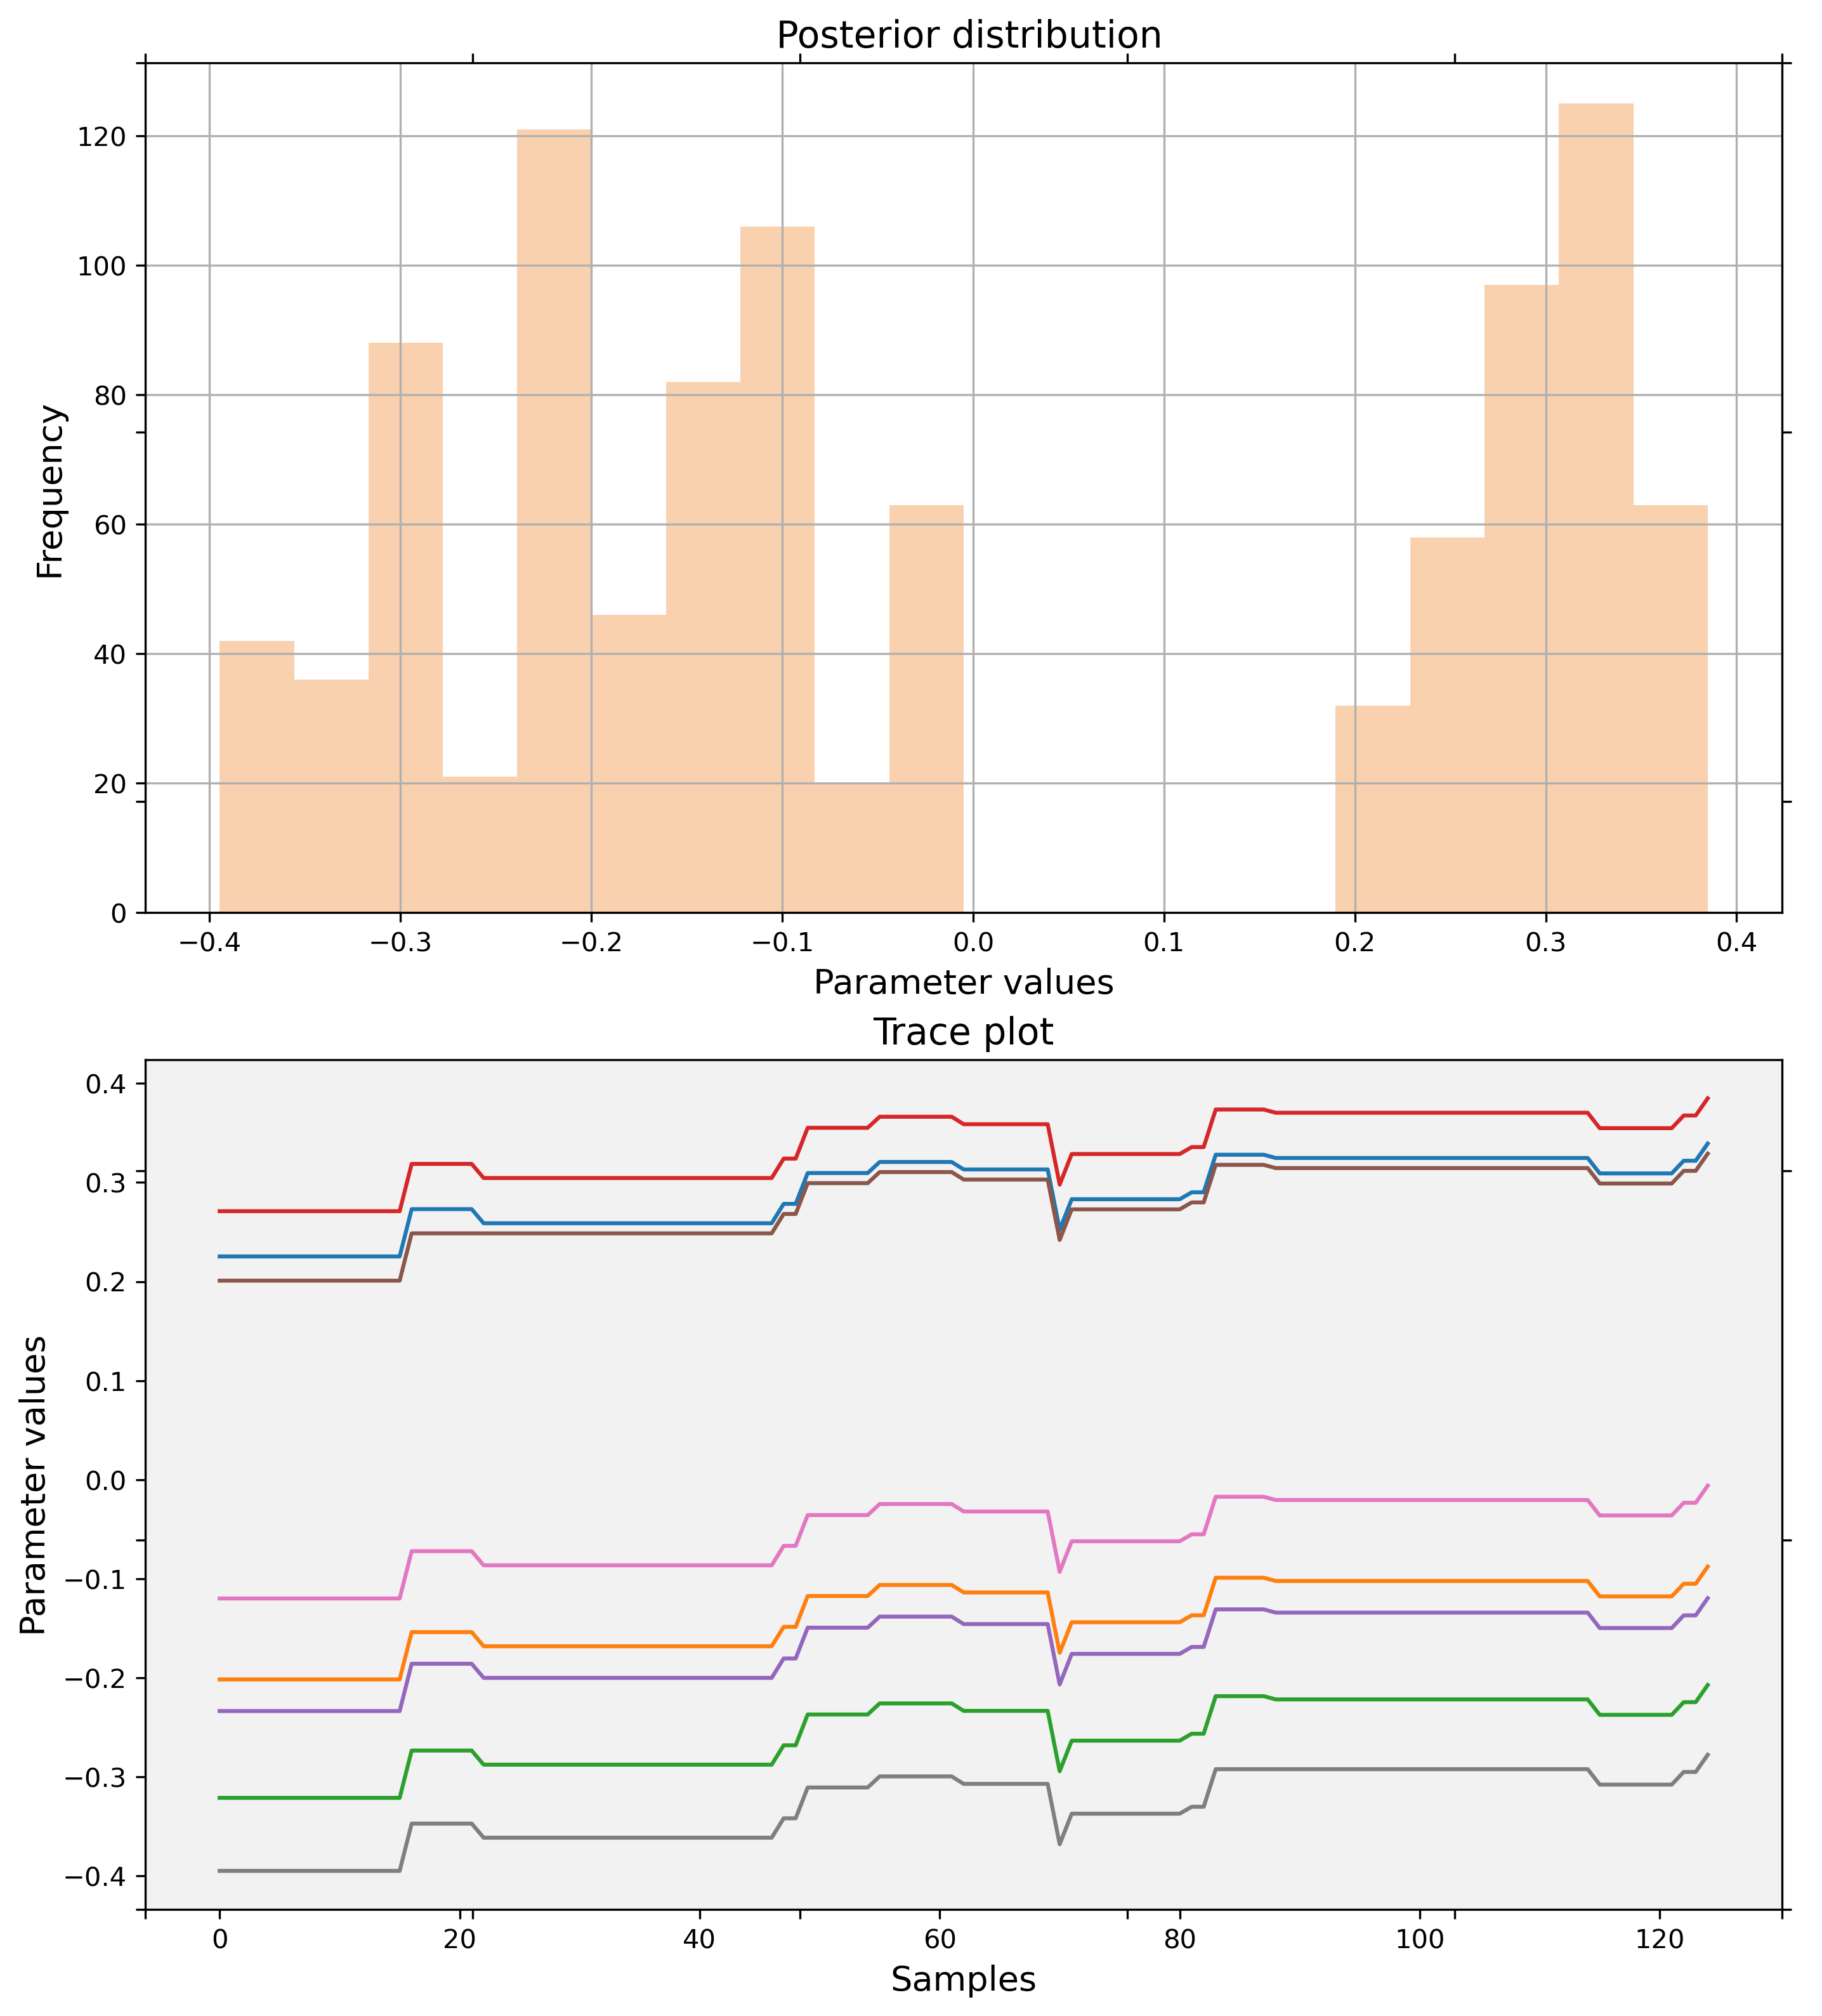 Posterior distribution
120
100
80
60
40
20
0
Frequency
−0.4 −0.3 −0.2 −0.1 0.0 0.1 0.2 0.3 0.4
Parameter values
Trace plot
0.4
0.3
0.2
0.1
0.0
−0.1
−0.2
−0.3
−0.4
Parameter values
0 20 40 60 80 100 120
Samples